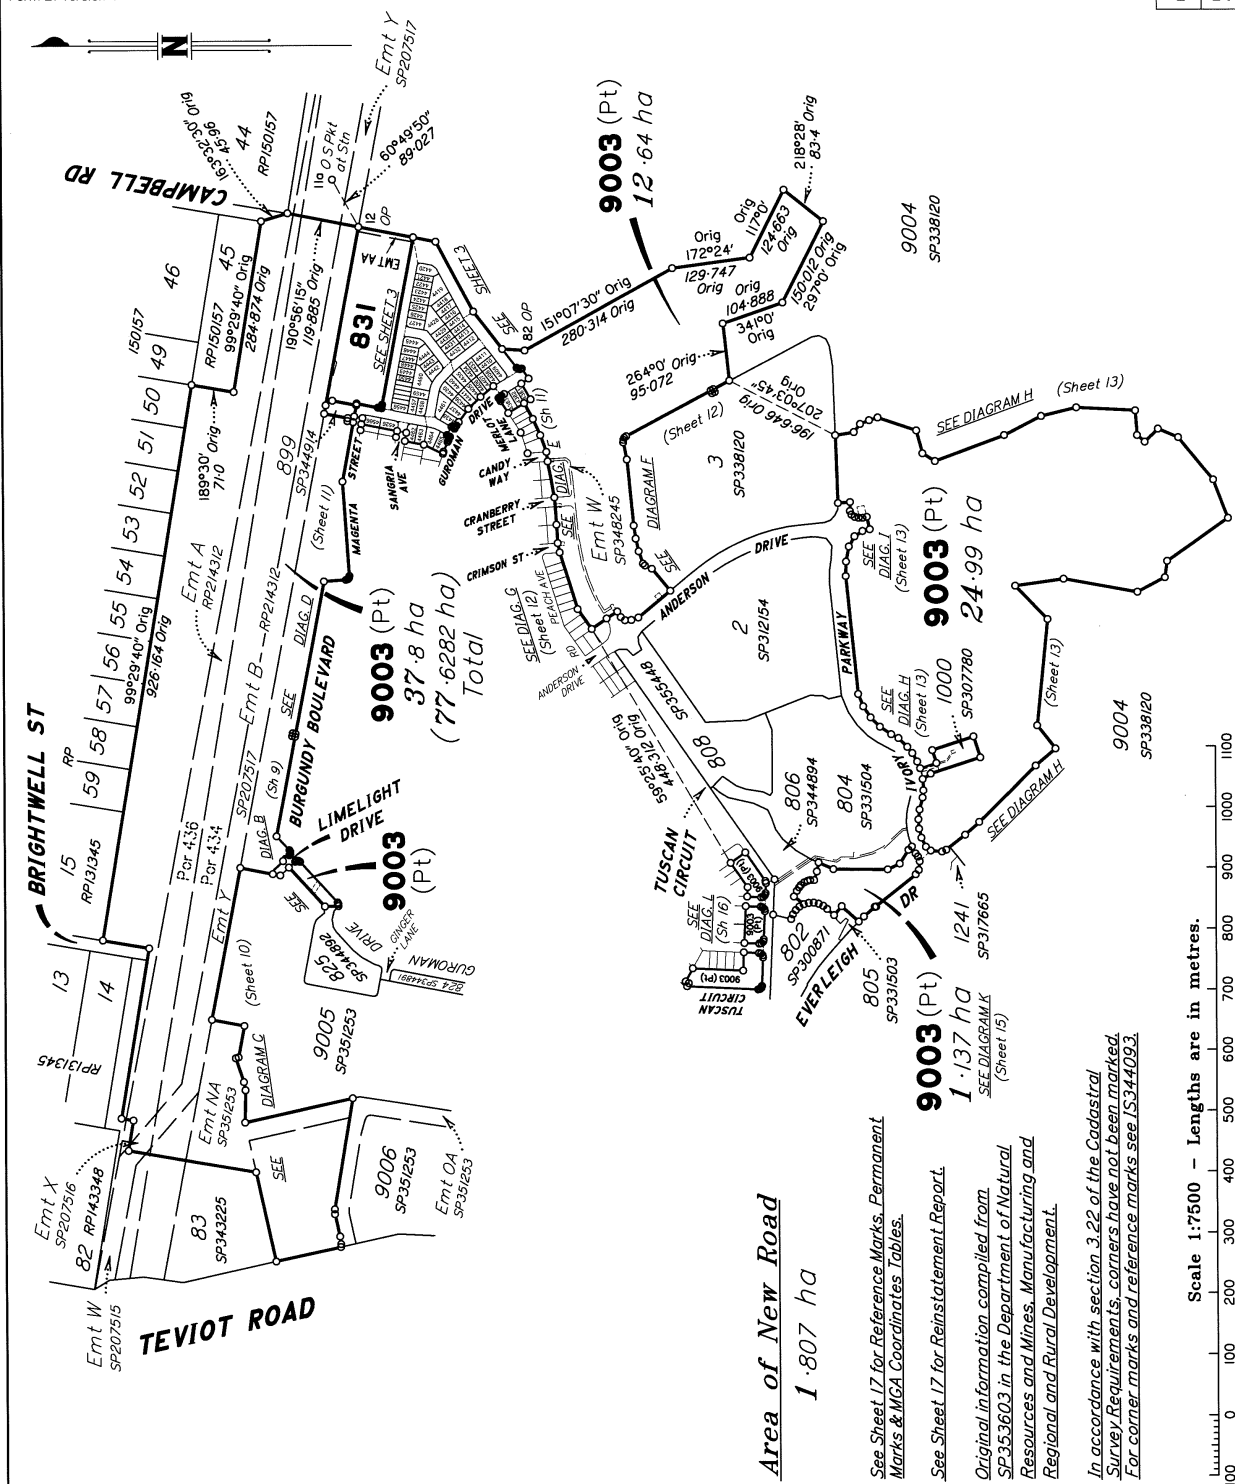 N
Emt Y
SP207517
163°32'30" Orig
45·96
44
RP150157
CAMPBELL RD
11a O S Pkt
at Stn
60°49'50"
89·027
12
OP
46
45
RP150157
99°29'40" Orig
284·874 Orig
190°56'15"
119·885 Orig
EMT AA
831
SEE SHEET 3
SEE
SHEET 3
150157
49
50
51
52
53
54
55
56
57
58
59
RP
189°30' Orig
71·0
99°29'40" Orig
926·164 Orig
BRIGHTWELL ST
15
RP131345
13
14
RP131345
899
SP344914
(Sheet 11)
Emt A
RP214312
Emt B
RP214312
Por 436
Por 434
Emt Y
SP207517
MAGENTA
STREET
SANGRIA
AVE
GUROMAN
DRIVE
MERLOT
LANE
(Sh 11)
CANDY
WAY
CRANBERRY
STREET
CRIMSON ST
SEE
DIAG. E
Emt W
SP348245
PEACH AVE
SEE DIAG. G
(Sheet 12)
ANDERSON
DRIVE
RD
SEE
DIAG. D
BURGUNDY BOULEVARD
(Sh 9)
DIAG. B
SEE
LIMELIGHT
DRIVE
9003 (Pt)
37·8 ha
(77·6282 ha)
Total
9003
(Pt)
825
SP344892
DRIVE
GINGER
LANE
GUROMAN
824 SP344891
(Sheet 10)
9005
SP351253
DIAGRAM C
SEE
Emt NA
SP351253
9006
SP351253
Emt OA
SP351253
Emt X
SP207516
82 RP143348
83
SP343225
Emt W
SP207515
TEVIOT ROAD
82 OP
151°07'30" Orig
280·314 Orig
9003 (Pt)
12·64 ha
Orig
172°24'
129·747
Orig
Orig
117°0'
124·663
Orig
218°28' Orig
83·4
150·012 Orig
297°0' Orig
Orig
104·888
341°0'
Orig
264°0' Orig
95·072
196·646 Orig
207°03'45"
Orig
9004
SP338120
(Sheet 12)
SEE
DIAGRAM F
3
SP338120
SEE DIAGRAM H
(Sheet 13)
ANDERSON
DRIVE
2
SP312154
PARKWAY
SEE
DIAG. I
(Sheet 13)
9003 (Pt)
24·99 ha
SEE
DIAG. H
(Sheet 13)
1000
SP307780
(Sheet 13)
9004
SP338120
SEE DIAGRAM H
IVORY
808
SP355448
59°25'40" Orig
448·312 Orig
806
SP344894
804
SP331504
TUSCAN
CIRCUIT
SEE
DIAG. L
(Sh 16)
9003 (Pt)
9003
(Pt)
9003 (Pt)
TUSCAN
CIRCUIT
802
SP300871
EVERLEIGH
DR
805
SP331503
1241
SP317665
9003 (Pt)
1·137 ha
SEE DIAGRAM K
(Sheet 15)
Area of New Road
1·807 ha
See Sheet 17 for Reference Marks, Permanent
Marks & MGA Coordinates Tables.
See Sheet 17 for Reinstatement Report.
Original information compiled from
SP353603 in the Department of Natural
Resources and Mines, Manufacturing and
Regional and Rural Development.
In accordance with section 3.22 of the Cadastral
Survey Requirements, corners have not been marked.
For corner marks and reference marks see IS344093.
Scale 1:7500 – Lengths are in metres.
0 100 200 300 400 500 600 700 800 900 1000 1100